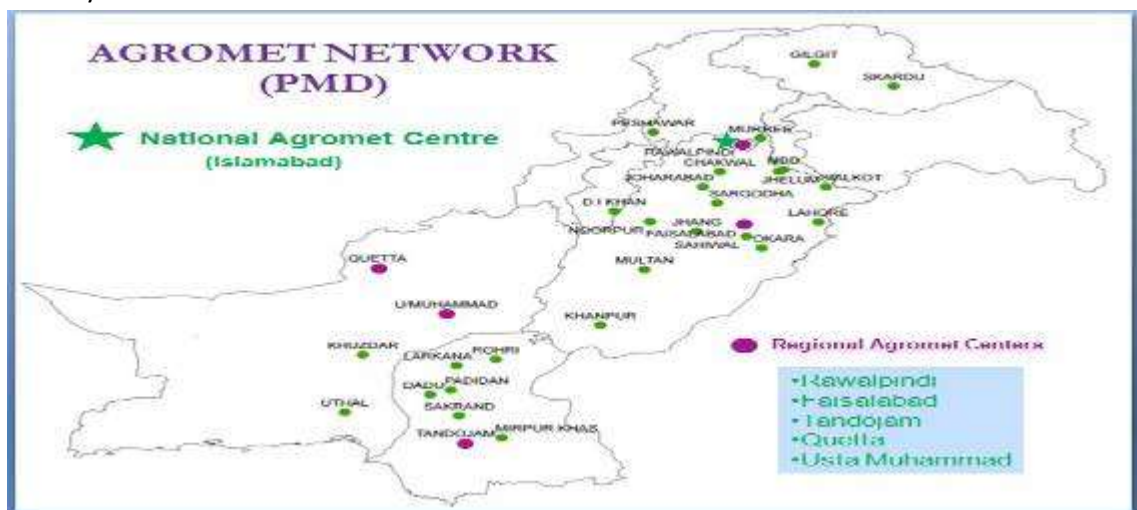 AGROMET NETWORK
(PMD)
National Agromet Centre
(Islamabad)
GILGIT
SKARDU
PESHAWAR
MURREE
RAWALPINDI
CHAKWAL
MBD
JOHARABAD
JHELUM
SIALKOT
SARGODHA
D.I KHAN
LAHORE
NOORPUR
JHANG
FAISALABAD
OKARA
SAHIWAL
QUETTA
MULTAN
U/MUHAMMAD
KHANPUR
KHUZDAR
LARKANA
ROHRI
Regional Agromet Centers
DADU
PADIDAN
•Rawalpindi
UTHAL
SAKRAND
•Faisalabad
•Tandojam
TANDOJAM
MIRPUR KHAS
•Quetta
•Usta Muhammad